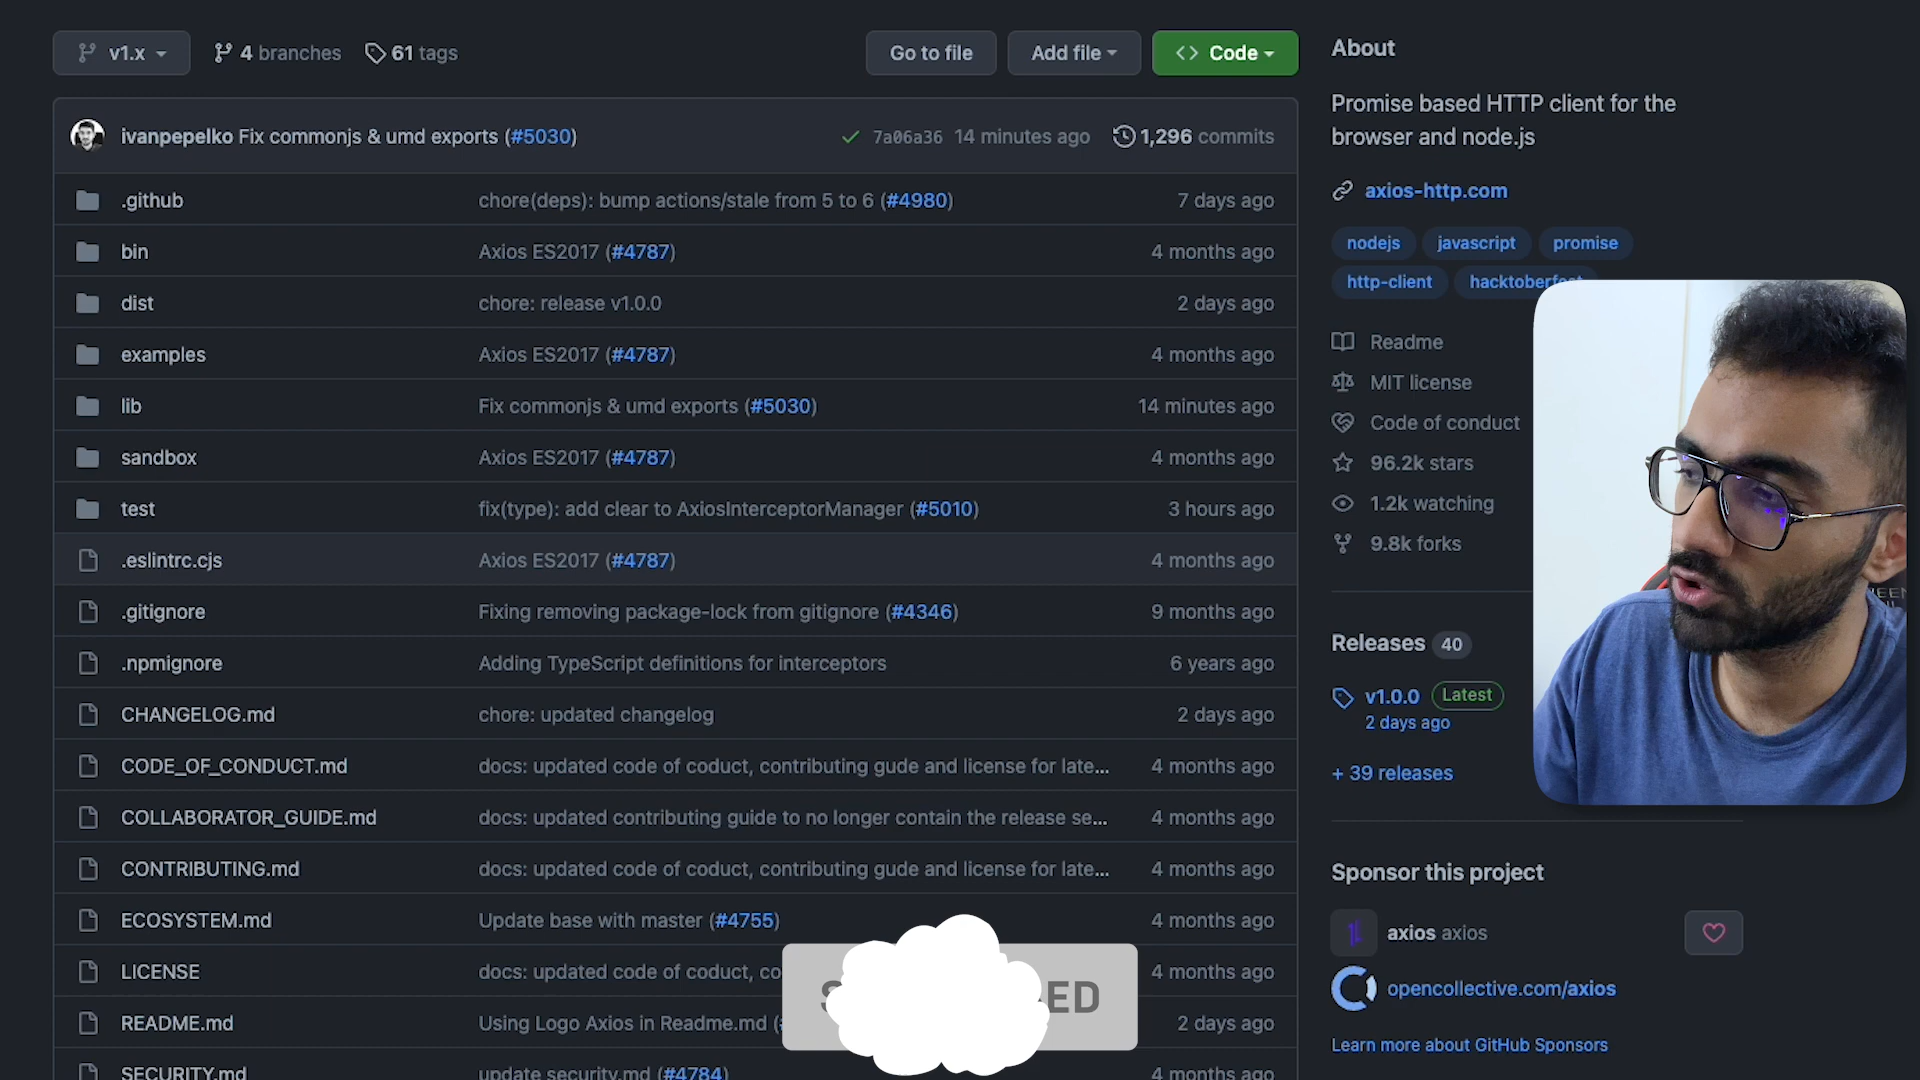 v1.x
4 branches
61 tags
Go to file
Add file
Code
ivanpepelko Fix commonjs & umd exports (#5030)
7a06a36 14 minutes ago
1,296 commits
.github chore(deps): bump actions/stale from 5 to 6 (#4980) 7 days ago
bin Axios ES2017 (#4787) 4 months ago
dist chore: release v1.0.0 2 days ago
examples Axios ES2017 (#4787) 4 months ago
lib Fix commonjs & umd exports (#5030) 14 minutes ago
sandbox Axios ES2017 (#4787) 4 months ago
test fix(type): add clear to AxiosInterceptorManager (#5010) 3 hours ago
.eslintrc.cjs Axios ES2017 (#4787) 4 months ago
.gitignore Fixing removing package-lock from gitignore (#4346) 9 months ago
.npmignore Adding TypeScript definitions for interceptors 6 years ago
CHANGELOG.md chore: updated changelog 2 days ago
CODE_OF_CONDUCT.md docs: updated code of coduct, contributing gude and license for late... 4 months ago
COLLABORATOR_GUIDE.md docs: updated contributing guide to no longer contain the release se... 4 months ago
CONTRIBUTING.md docs: updated code of coduct, contributing gude and license for late... 4 months ago
ECOSYSTEM.md Update base with master (#4755) 4 months ago
LICENSE docs: updated code of coduct, co 4 months ago
README.md Using Logo Axios in Readme.md ( 2 days ago
SECURITY.md update security.md (#4784) 4 months ago
About
Promise based HTTP client for the
browser and node.js
axios-http.com
nodejs javascript promise
http-client
Readme
MIT license
Code of conduct
96.2k stars
1.2k watching
9.8k forks
Releases 40
v1.0.0 Latest
2 days ago
+ 39 releases
Sponsor this project
axios axios
opencollective.com/axios
Learn more about GitHub Sponsors